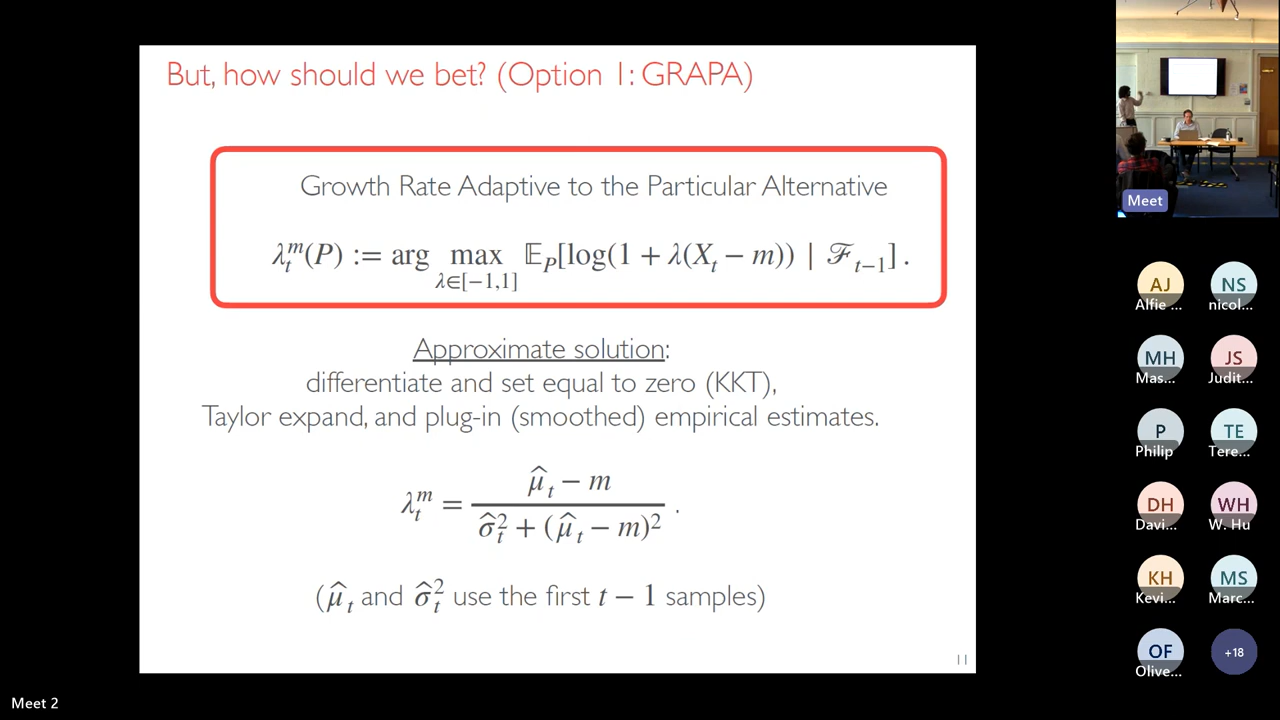 But, how should we bet? (Option 1: GRAPA)
Growth Rate Adaptive to the Particular Alternative
λ_t^m(P) := arg max_{λ∈[−1,1]} 𝔼_P[log(1 + λ(X_t − m)) | ℱ_{t−1}] .
Approximate solution:
differentiate and set equal to zero (KKT),
Taylor expand, and plug-in (smoothed) empirical estimates.
λ_t^m = (μ̂_t − m) / (σ̂_t^2 + (μ̂_t − m)^2) .
(μ̂_t and σ̂_t^2 use the first t − 1 samples)
11
Meet
AJ
Alfie ...
NS
nicol...
MH
Mas...
JS
Judit...
P
Philip
TE
Tere...
DH
Davi...
WH
W. Hu
KH
Kevi...
MS
Marc...
OF
Olive...
+18
Meet 2